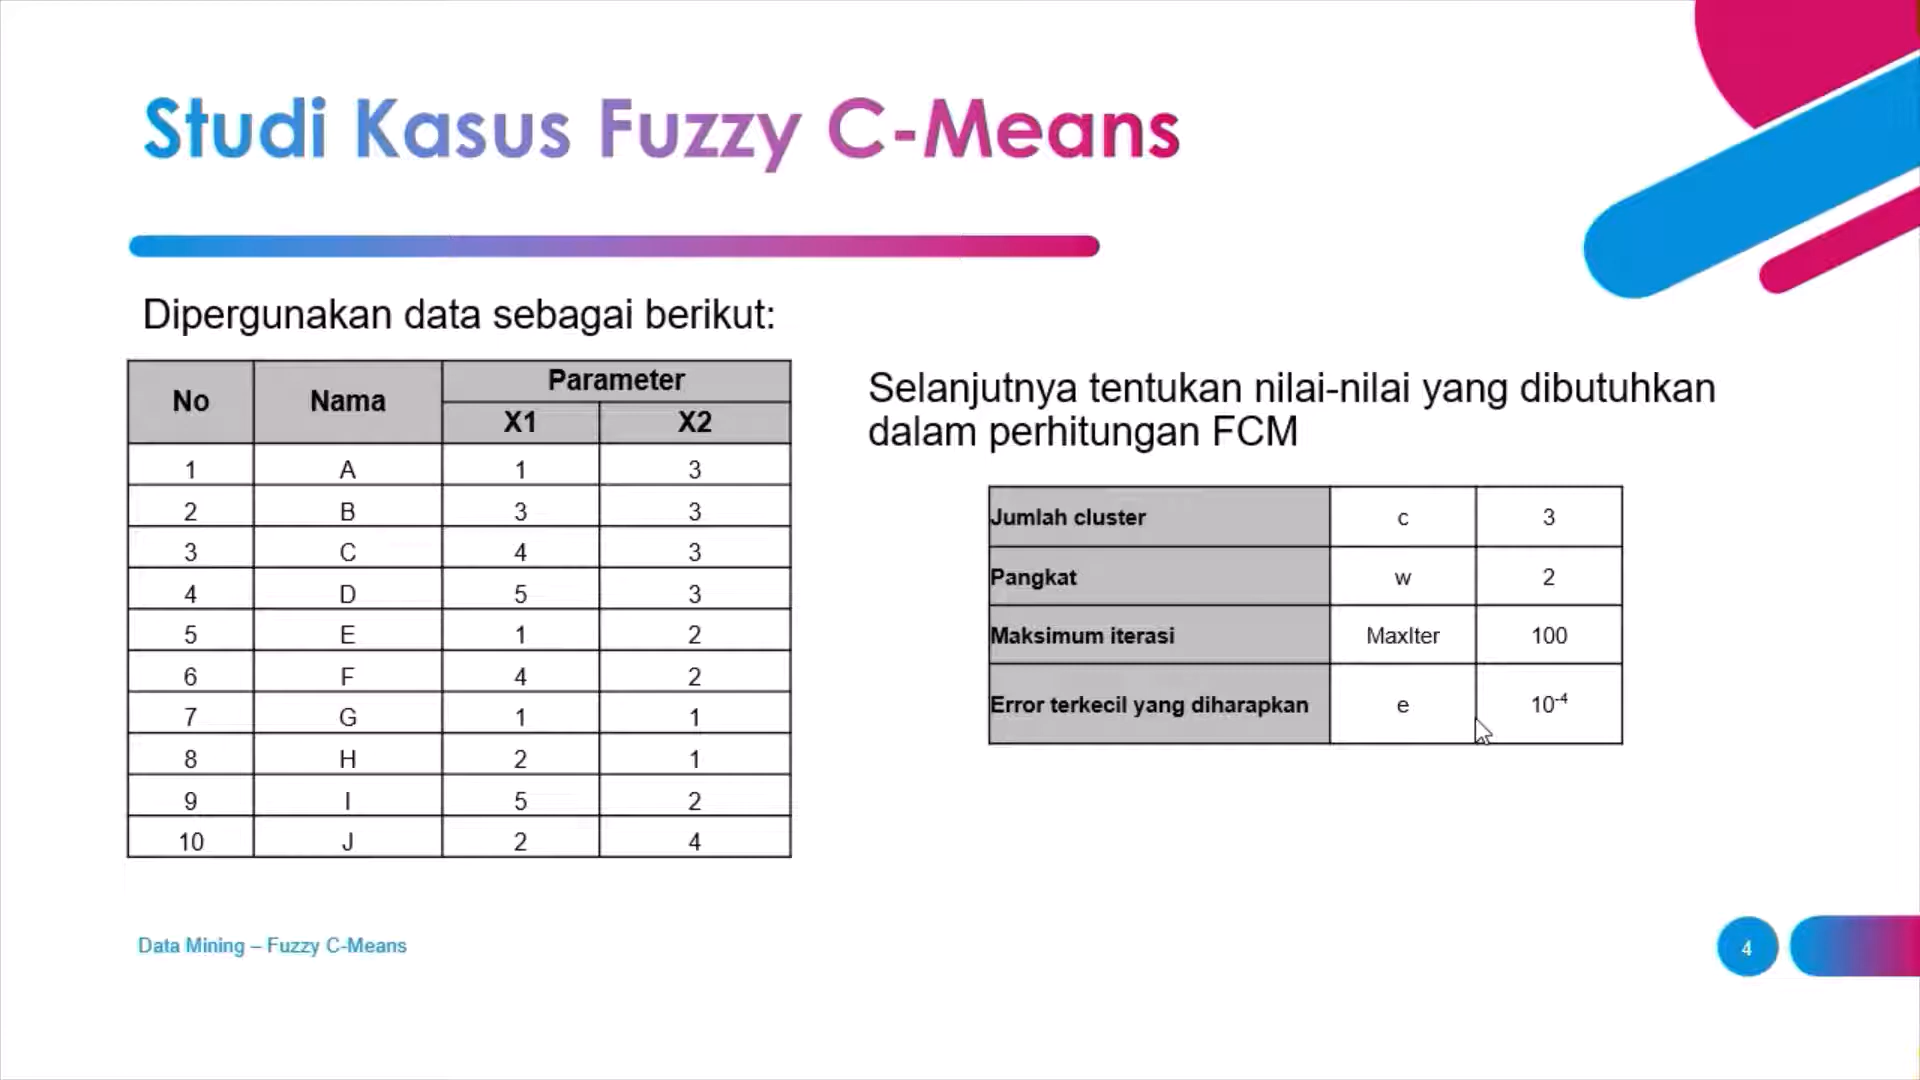 Studi Kasus Fuzzy C-Means
Dipergunakan data sebagai berikut:
No Nama Parameter
X1 X2
1 A 1 3
2 B 3 3
3 C 4 3
4 D 5 3
5 E 1 2
6 F 4 2
7 G 1 1
8 H 2 1
9 I 5 2
10 J 2 4
Selanjutnya tentukan nilai-nilai yang dibutuhkan
dalam perhitungan FCM
Jumlah cluster c 3
Pangkat w 2
Maksimum iterasi MaxIter 100
Error terkecil yang diharapkan e 10⁻⁴
Data Mining – Fuzzy C-Means
4